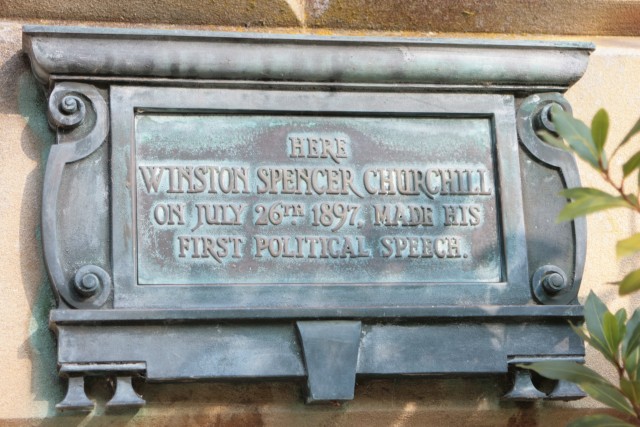 HERE
WINSTON SPENCER CHURCHILL
ON JULY 26TH 1897, MADE HIS
FIRST POLITICAL SPEECH.